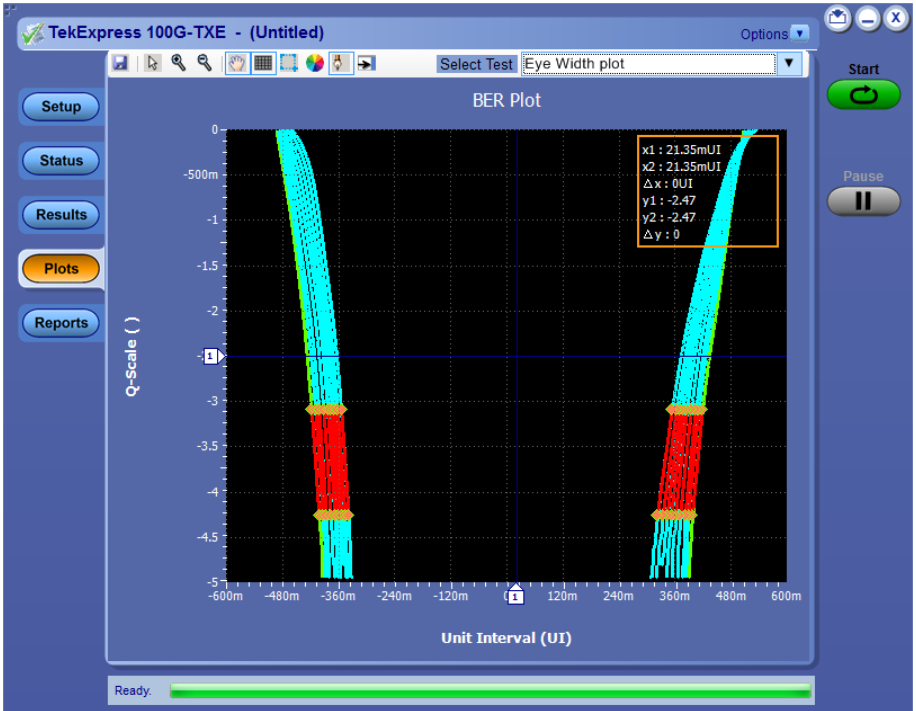 TekExpress 100G-TXE - (Untitled)
Options
Select Test Eye Width plot
Start
Pause
Setup
Status
Results
Plots
Reports
BER Plot
x1 : 21.35mUI
x2 : 21.35mUI
Δx : 0UI
y1 : -2.47
y2 : -2.47
Δy : 0
0
-500m
-1
-1.5
-2
1
-3
-3.5
-4
-4.5
-5
Q-Scale ( )
-600m -480m -360m -240m -120m 1 120m 240m 360m 480m 600m
Unit Interval (UI)
Ready.